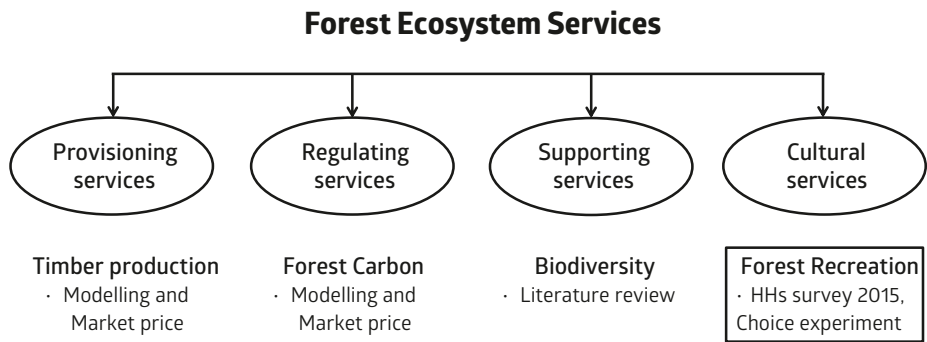 Forest Ecosystem Services
Provisioning
services
Regulating
services
Supporting
services
Cultural
services
Timber production
· Modelling and
Market price
Forest Carbon
· Modelling and
Market price
Biodiversity
· Literature review
Forest Recreation
· HHs survey 2015,
Choice experiment